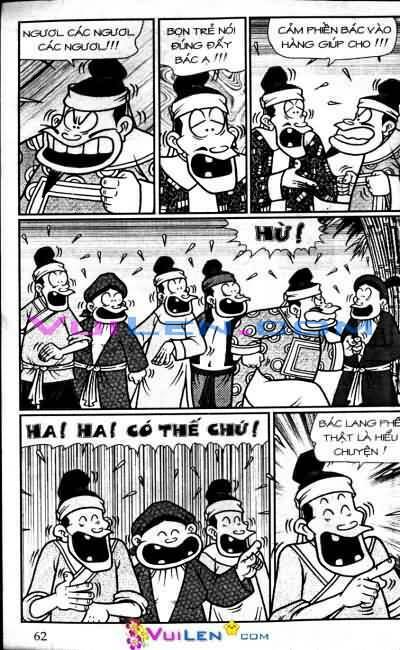 NGƯƠI, CÁC NGƯƠI,
CÁC NGƯƠI!!!
BỌN TRẺ NÓI
ĐÚNG ĐẤY
BÁC Ạ!!!
CẢM PHIỀN BÁC VÀO
HÀNG GIÚP CHO!!!
HỪ!
VUILEN.COM
HA! HA! CÓ THẾ CHỨ!
BÁC LANG PHẾ
THẬT LÀ HIỂU
CHUYỆN!
62
VUILEN.COM